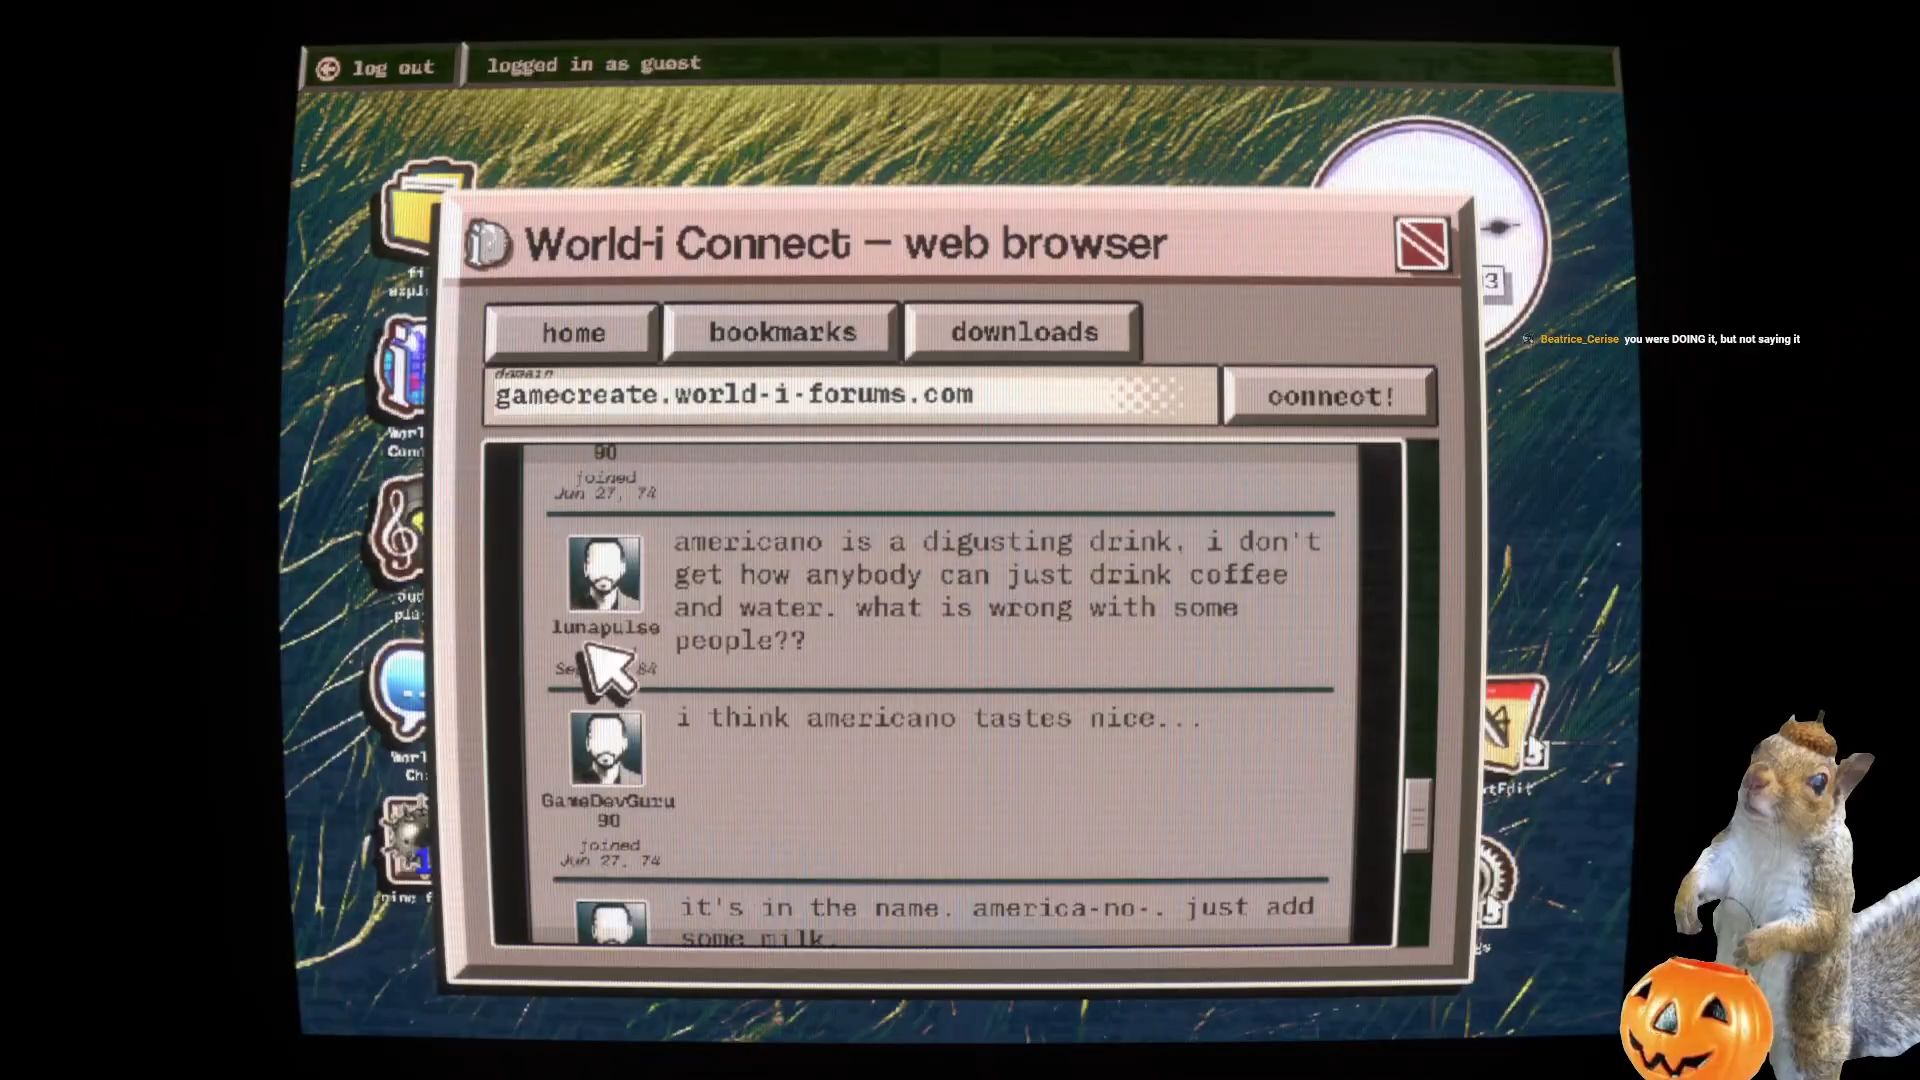 log out
logged in as guest
World-i Connect – web browser
home
bookmarks
downloads
domain
gamecreate.world-i-forums.com
connect!
3
Beatrice_Cerise you were DOING it, but not saying it
90
joined
Jun 27, 74
americano is a digusting drink. i don't
get how anybody can just drink coffee
and water. what is wrong with some
people??
lunapulse
i think americano tastes nice...
GameDevGuru
90
joined
Jun 27, 74
it's in the name. america-no-. just add
some milk.